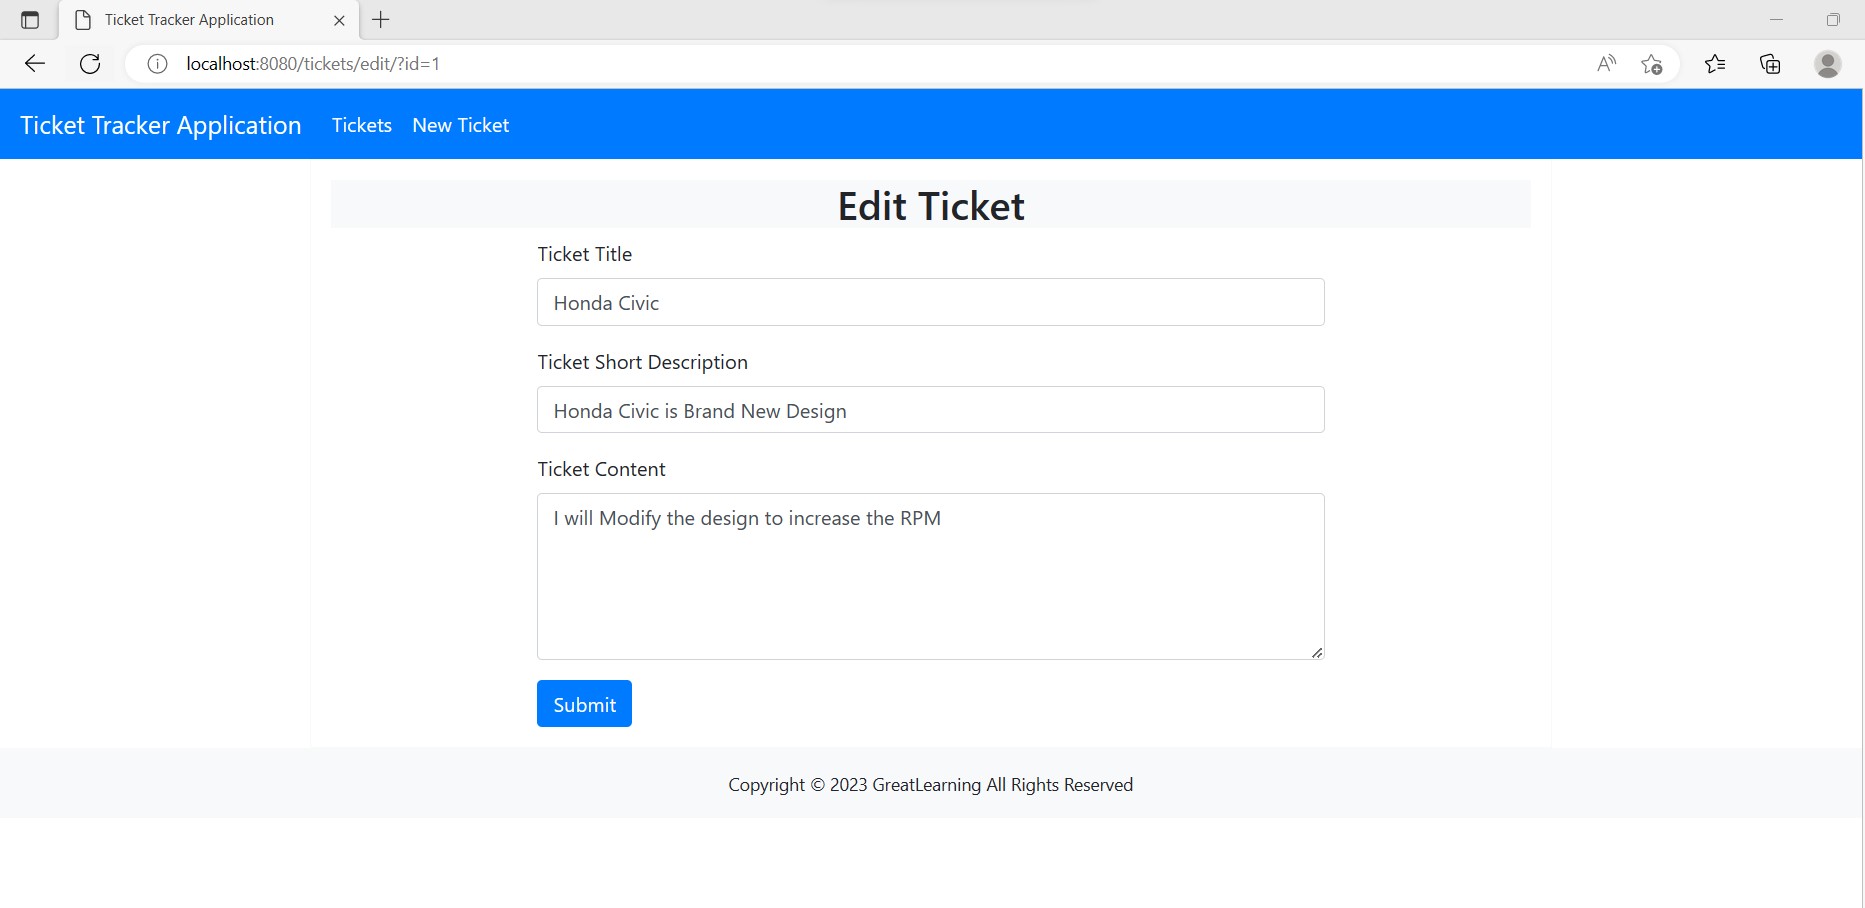 Ticket Tracker Application
localhost:8080/tickets/edit/?id=1
Ticket Tracker Application Tickets New Ticket
Edit Ticket
Ticket Title
Honda Civic
Ticket Short Description
Honda Civic is Brand New Design
Ticket Content
I will Modify the design to increase the RPM
Submit
Copyright © 2023 GreatLearning All Rights Reserved